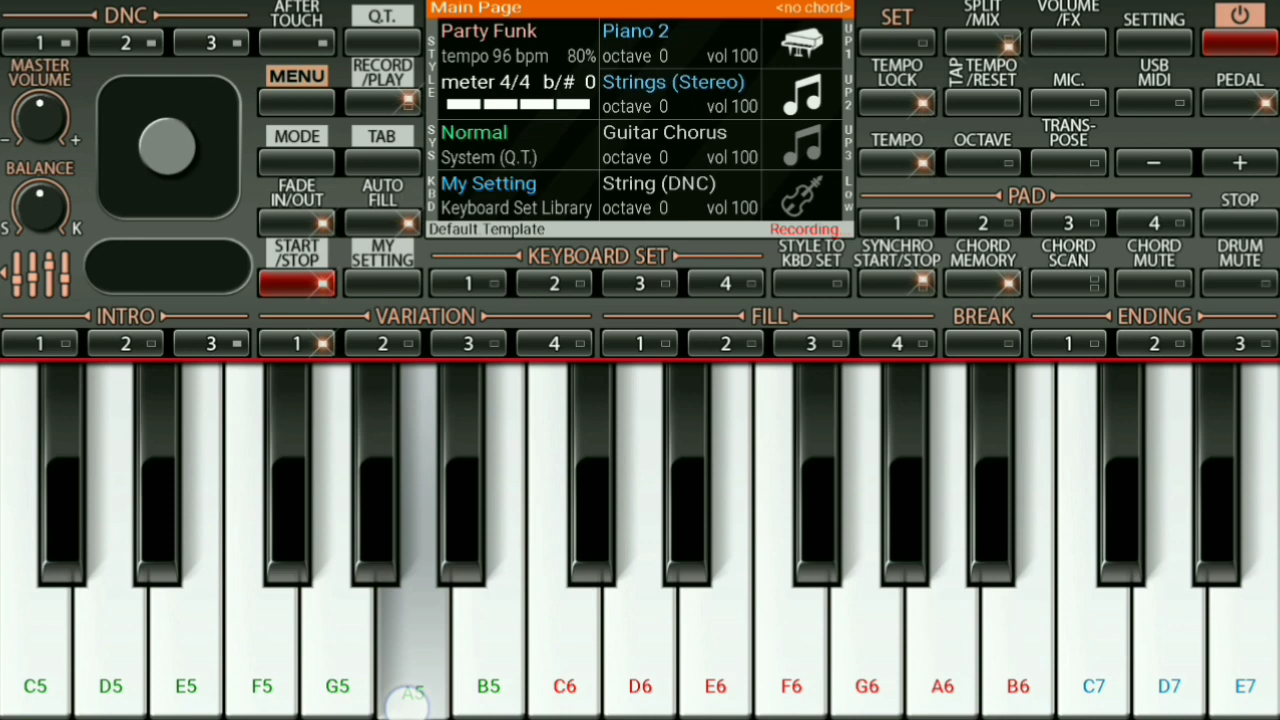 DNC
1 2 3
AFTER TOUCH
Q.T.
MASTER VOLUME
- +
MENU
RECORD /PLAY
MODE
TAB
BALANCE
S K
FADE IN/OUT
AUTO FILL
START /STOP
MY SETTING
Main Page <no chord>
STYLE
Party Funk
tempo 96 bpm 80%
meter 4/4 b/# 0
SYS
Normal
System (Q.T.)
KBD
My Setting
Keyboard Set Library
Piano 2
octave 0 vol 100
UP1
Strings (Stereo)
octave 0 vol 100
UP2
Guitar Chorus
octave 0 vol 100
UP3
String (DNC)
octave 0 vol 100
Low
Default.Template Recording...
SET
SPLIT /MIX
VOLUME /FX
SETTING
TEMPO LOCK
TAP TEMPO /RESET
MIC.
USB MIDI
PEDAL
TEMPO
OCTAVE
TRANS- POSE
− +
PAD
STOP
1 2 3 4
KEYBOARD SET
1 2 3 4
STYLE TO KBD SET
SYNCHRO START/STOP
CHORD MEMORY
CHORD SCAN
CHORD MUTE
DRUM MUTE
INTRO
1 2 3
VARIATION
1 2 3 4
FILL
1 2 3 4
BREAK
ENDING
1 2 3
C5 D5 E5 F5 G5 A5 B5 C6 D6 E6 F6 G6 A6 B6 C7 D7 E7